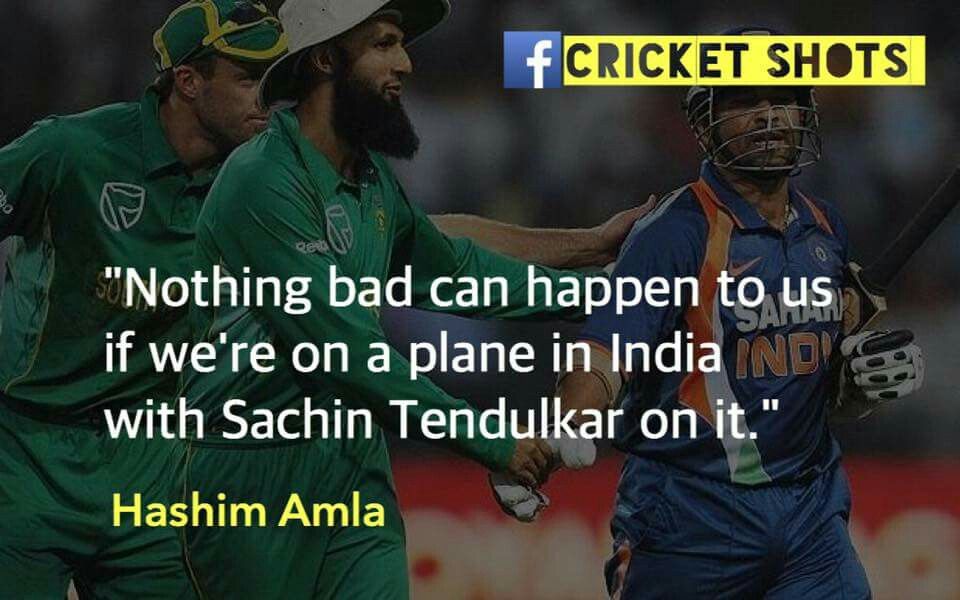 f CRICKET SHOTS
"Nothing bad can happen to us
if we're on a plane in India
with Sachin Tendulkar on it."
Hashim Amla
SAHARA